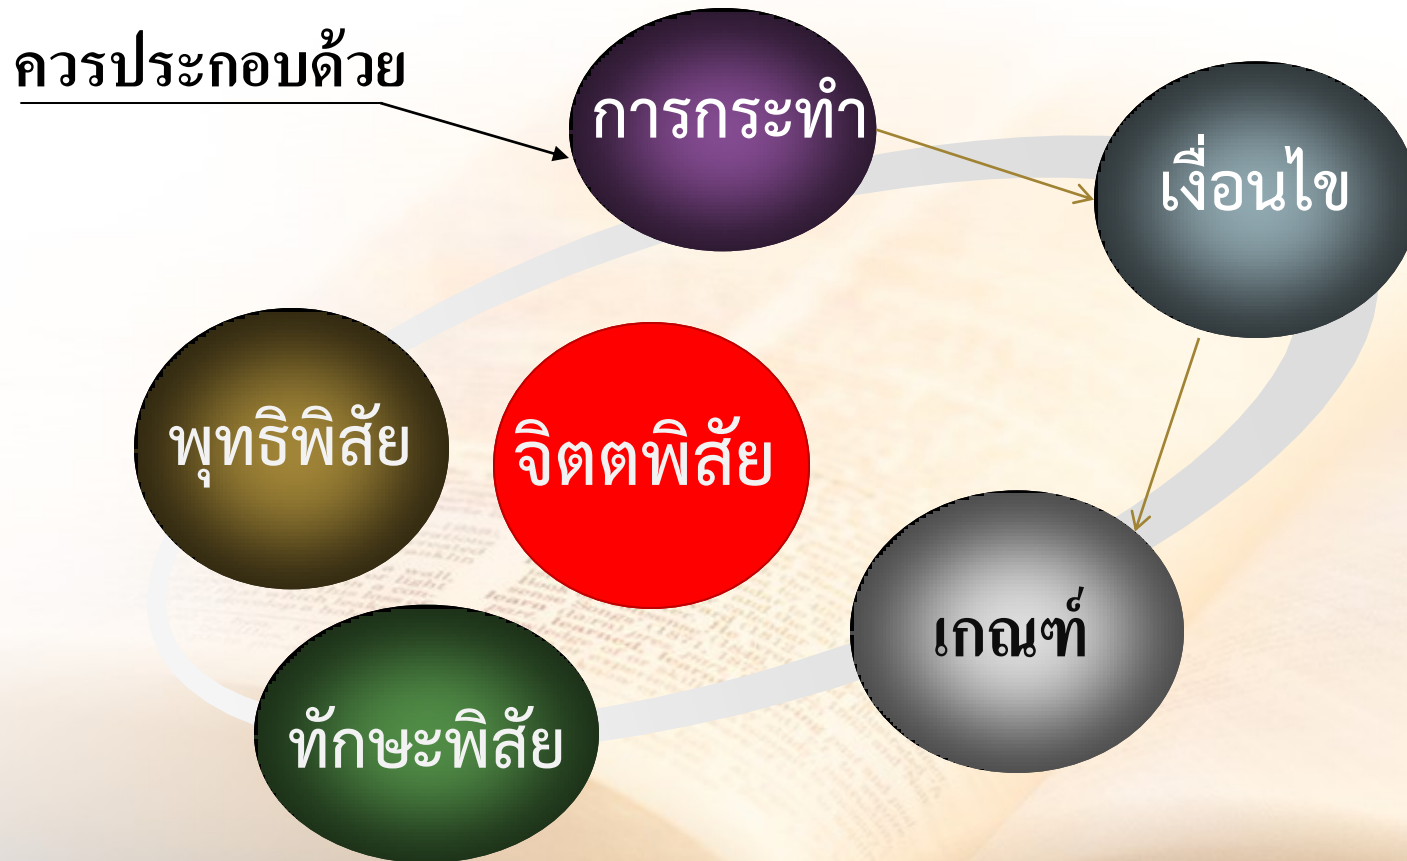 ควรประกอบด้วย
การกระทำ
เงื่อนไข
พุทธิพิสัย
จิตตพิสัย
เกณฑ์
ทักษะพิสัย